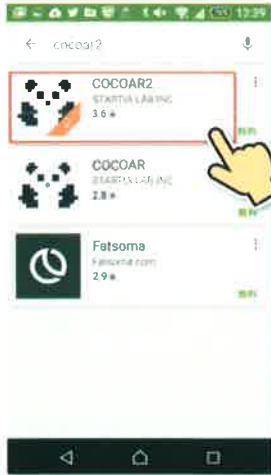 12:39
cocoar2
COCOAR2
STARTIA LAB INC
3.6
無料
COCOAR
STARTIA LAB INC
2.8
無料
Fatsoma
Fatsoma.com
2.9
無料